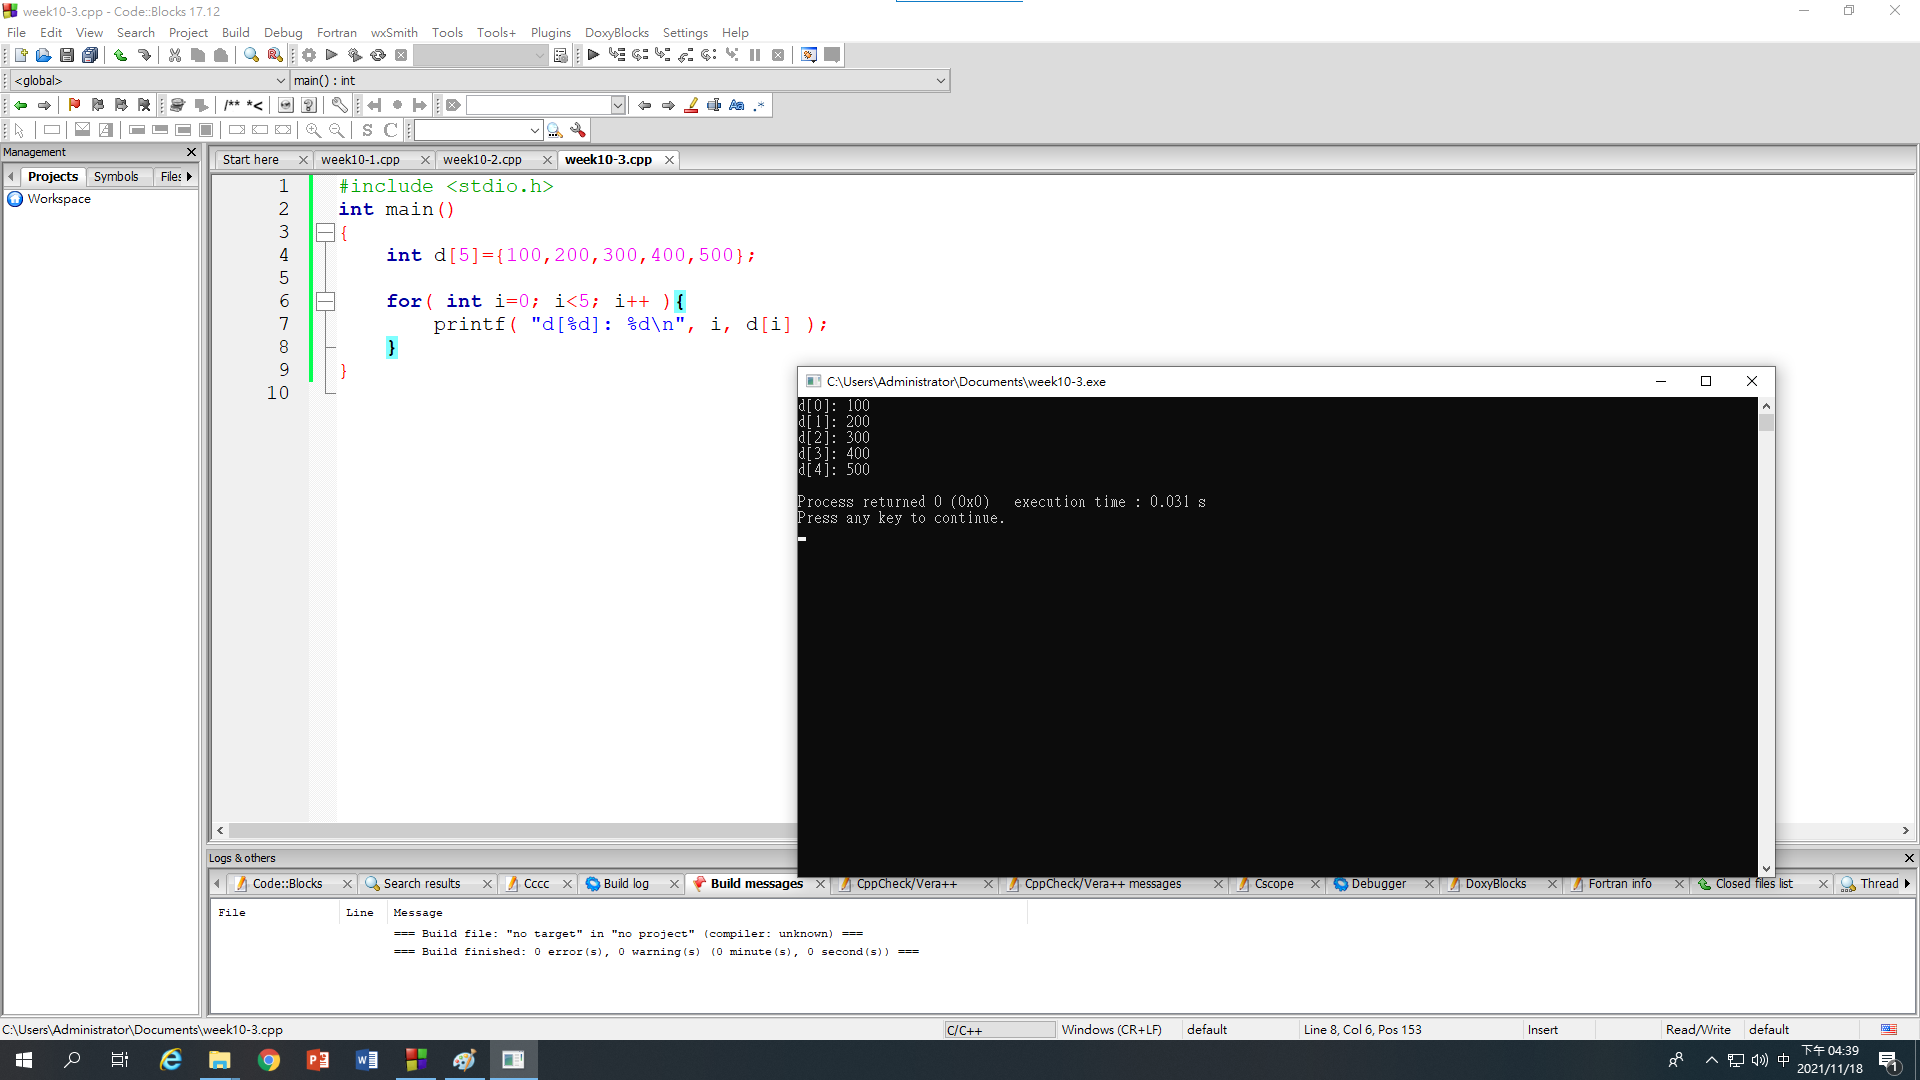 week10-3.cpp - Code::Blocks 17.12
File Edit View Search Project Build Debug Fortran wxSmith Tools Tools+ Plugins DoxyBlocks Settings Help
<global> main() : int
/** *<
S C
Management
Projects Symbols Files
Workspace
Start here week10-1.cpp week10-2.cpp week10-3.cpp
1 #include <stdio.h>
2 int main()
3 {
4 int d[5]={100,200,300,400,500};
5
6 for( int i=0; i<5; i++ ){
7 printf( "d[%d]: %d\n", i, d[i] );
8 }
9 }
10
C:\Users\Administrator\Documents\week10-3.exe
d[0]: 100
d[1]: 200
d[2]: 300
d[3]: 400
d[4]: 500
Process returned 0 (0x0)   execution time : 0.031 s
Press any key to continue.
Logs & others
Code::Blocks Search results Cccc Build log Build messages CppCheck/Vera++ CppCheck/Vera++ messages Cscope Debugger DoxyBlocks Fortran info Closed files list Thread
File Line Message
=== Build file: "no target" in "no project" (compiler: unknown) ===
=== Build finished: 0 error(s), 0 warning(s) (0 minute(s), 0 second(s)) ===
C:\Users\Administrator\Documents\week10-3.cpp C/C++ Windows (CR+LF) default Line 8, Col 6, Pos 153 Insert Read/Write default
中 下午 04:39
2021/11/18
1